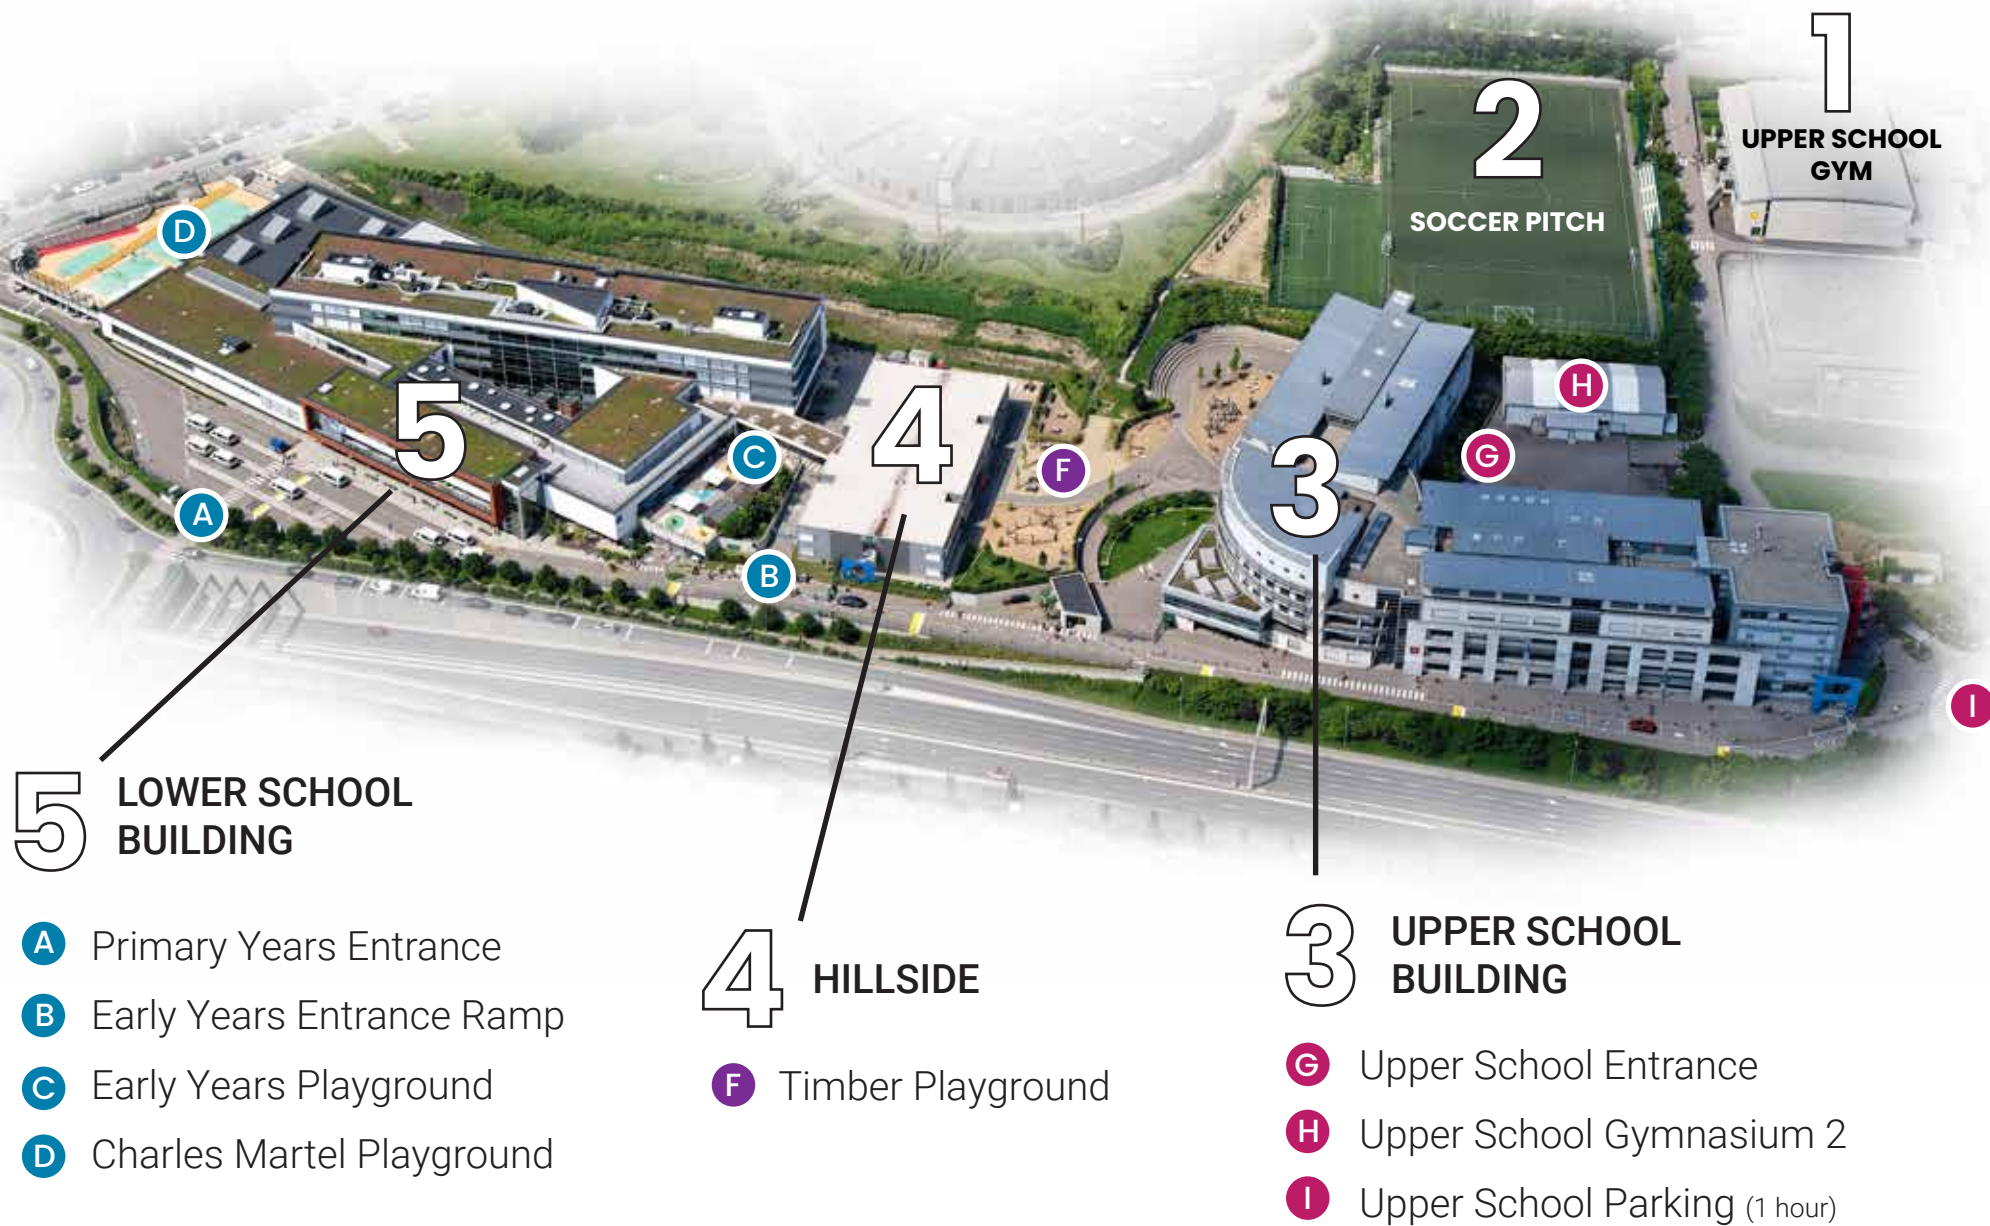 1
UPPER SCHOOL
GYM
2
SOCCER PITCH
D
H
5
4
C
F
G
3
A
B
I
5
LOWER SCHOOL
BUILDING
A Primary Years Entrance
B Early Years Entrance Ramp
C Early Years Playground
D Charles Martel Playground
4
HILLSIDE
F Timber Playground
3
UPPER SCHOOL
BUILDING
G Upper School Entrance
H Upper School Gymnasium 2
I Upper School Parking (1 hour)